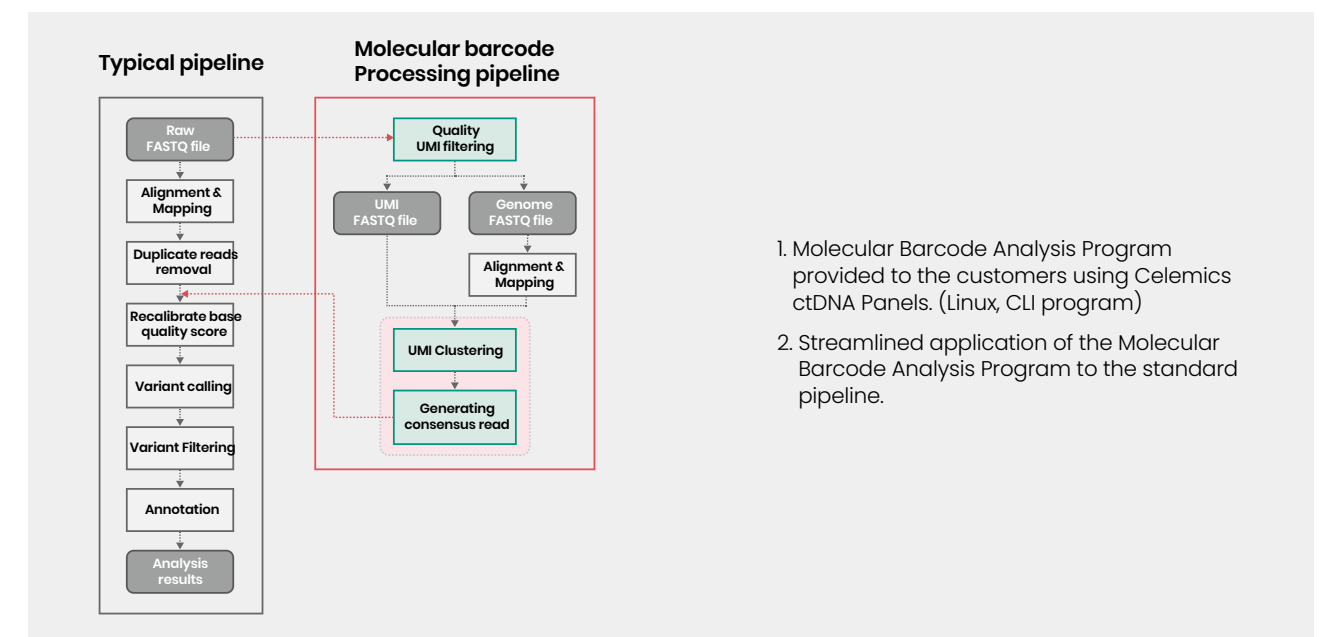 Typical pipeline
Raw
FASTQ file
Alignment &
Mapping
Duplicate reads
removal
Recalibrate base
quality score
Variant calling
Variant Filtering
Annotation
Analysis
results
Molecular barcode
Processing pipeline
Quality
UMI filtering
UMI
FASTQ file
Genome
FASTQ file
Alignment &
Mapping
UMI Clustering
Generating
consensus read
1. Molecular Barcode Analysis Program
provided to the customers using Celemics
ctDNA Panels. (Linux, CLI program)
2. Streamlined application of the Molecular
Barcode Analysis Program to the standard
pipeline.